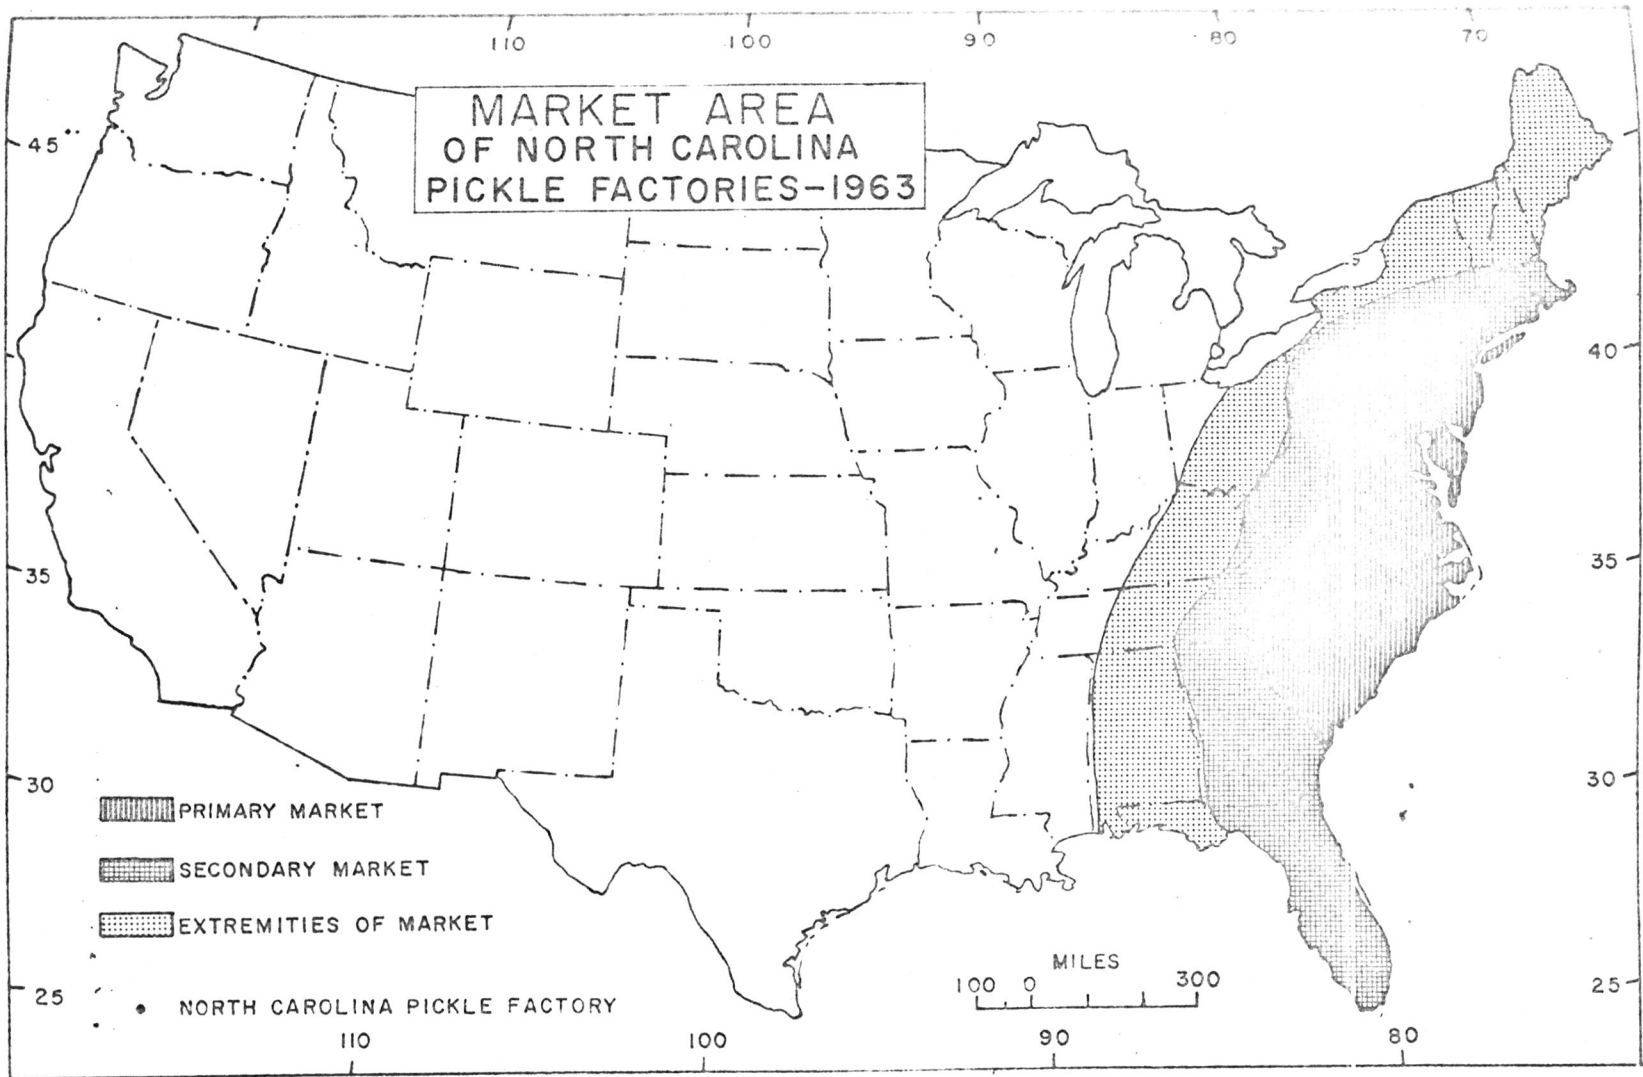 110 100 90 80 70
MARKET AREA
OF NORTH CAROLINA
PICKLE FACTORIES-1963
45
40
35 35
30 30
PRIMARY MARKET
SECONDARY MARKET
EXTREMITIES OF MARKET
MILES
100 0 300
25 25
NORTH CAROLINA PICKLE FACTORY
110 100 90 80